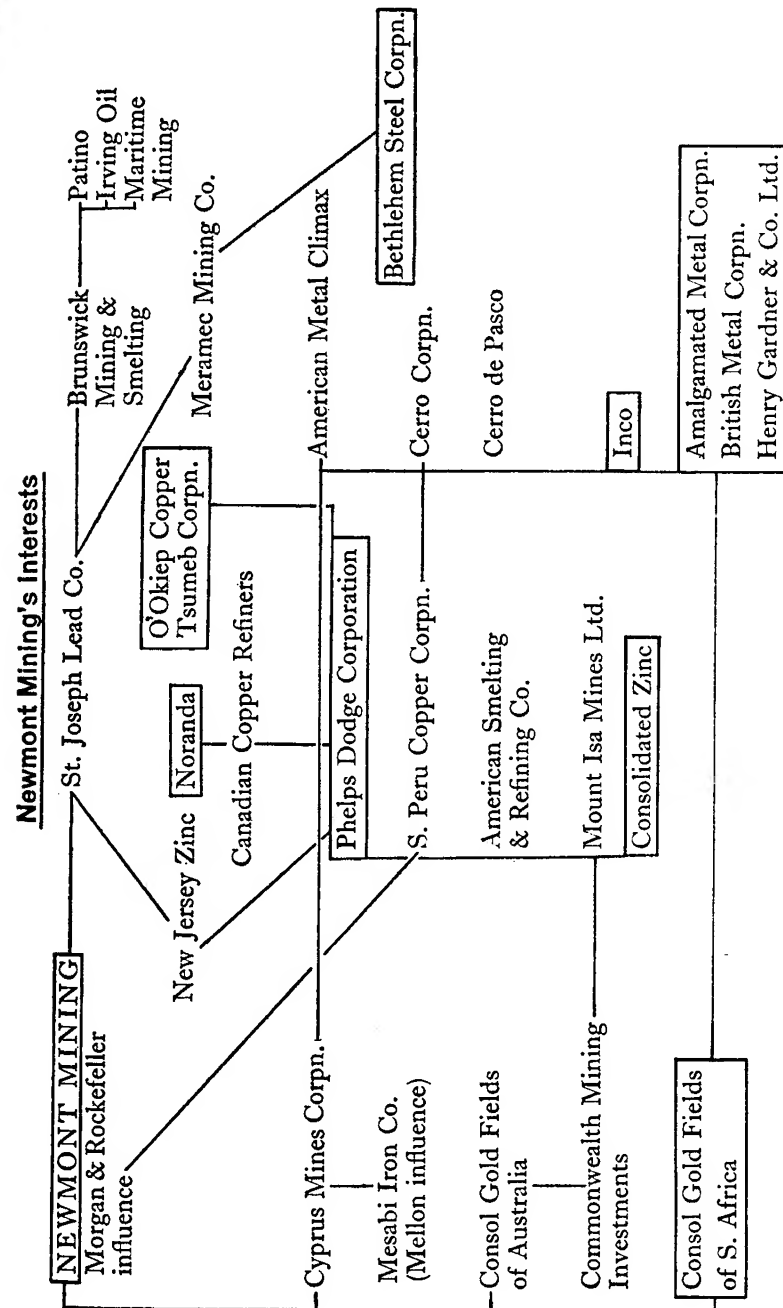 Newmont Mining's Interests
NEWMONT MINING
Morgan & Rockefeller
influence
St. Joseph Lead Co.
Brunswick
Mining &
Smelting
Patino
Irving Oil
Maritime
Mining
New Jersey Zinc
Noranda
Canadian Copper Refiners
O'Okiep Copper
Tsumeb Corpn.
Meramec Mining Co.
Cyprus Mines Corpn.
American Metal Climax
Mesabi Iron Co.
(Mellon influence)
Phelps Dodge Corporation
Bethlehem Steel Corpn.
S. Peru Copper Corpn.
Cerro Corpn.
Consol Gold Fields
of Australia
American Smelting
& Refining Co.
Cerro de Pasco
Commonwealth Mining
Investments
Mount Isa Mines Ltd.
Consolidated Zinc
Inco
Consol Gold Fields
of S. Africa
Amalgamated Metal Corpn.
British Metal Corpn.
Henry Gardner & Co. Ltd.